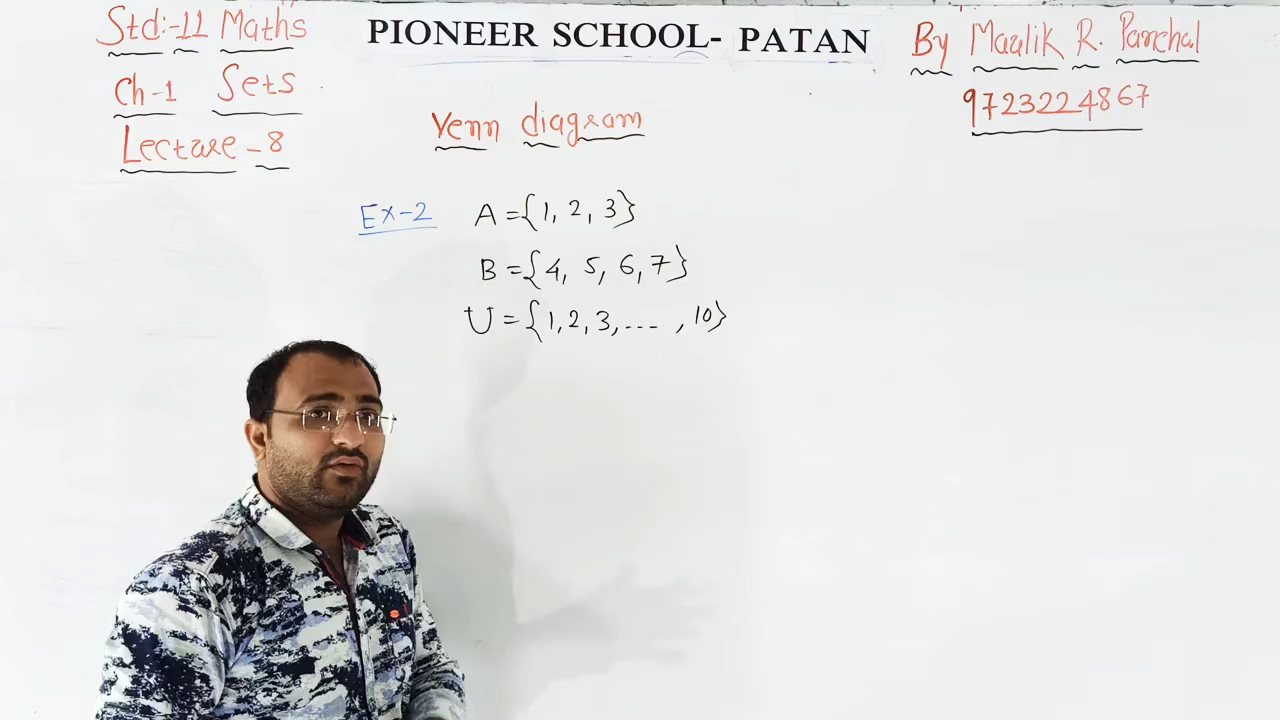 Std:-11 Maths
Ch-1 Sets
Lecture - 8
PIONEER SCHOOL- PATAN
By Maulik R. Panchal
9723224867
Venn diagram
Ex-2 A = {1, 2, 3}
B = {4, 5, 6, 7}
U = {1, 2, 3, ---- , 10}